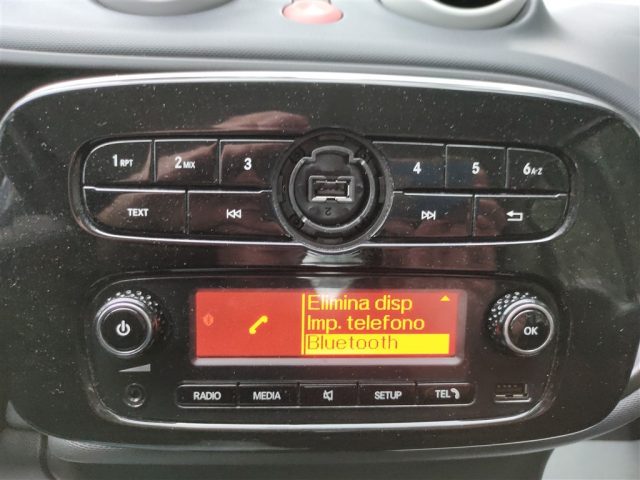 1 RPT 2 MIX 3 4 5 6 A-Z
TEXT
2
Elimina disp
Imp. telefono
Bluetooth
OK
RADIO MEDIA SETUP TEL